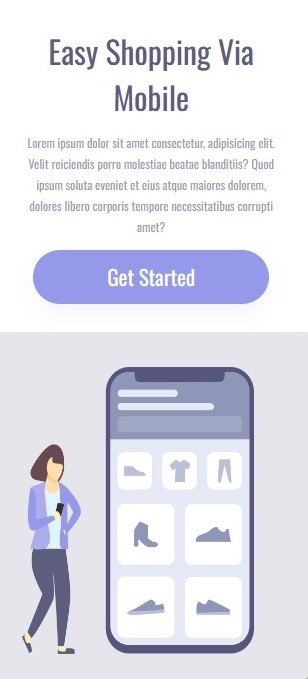 Easy Shopping Via
Mobile
Lorem ipsum dolor sit amet consectetur, adipisicing elit.
Velit reiciendis porro molestiae beatae blanditiis? Quod
ipsum soluta eveniet et eius atque maiores dolorem,
dolores libero corporis tempore necessitatibus corrupti
amet?
Get Started